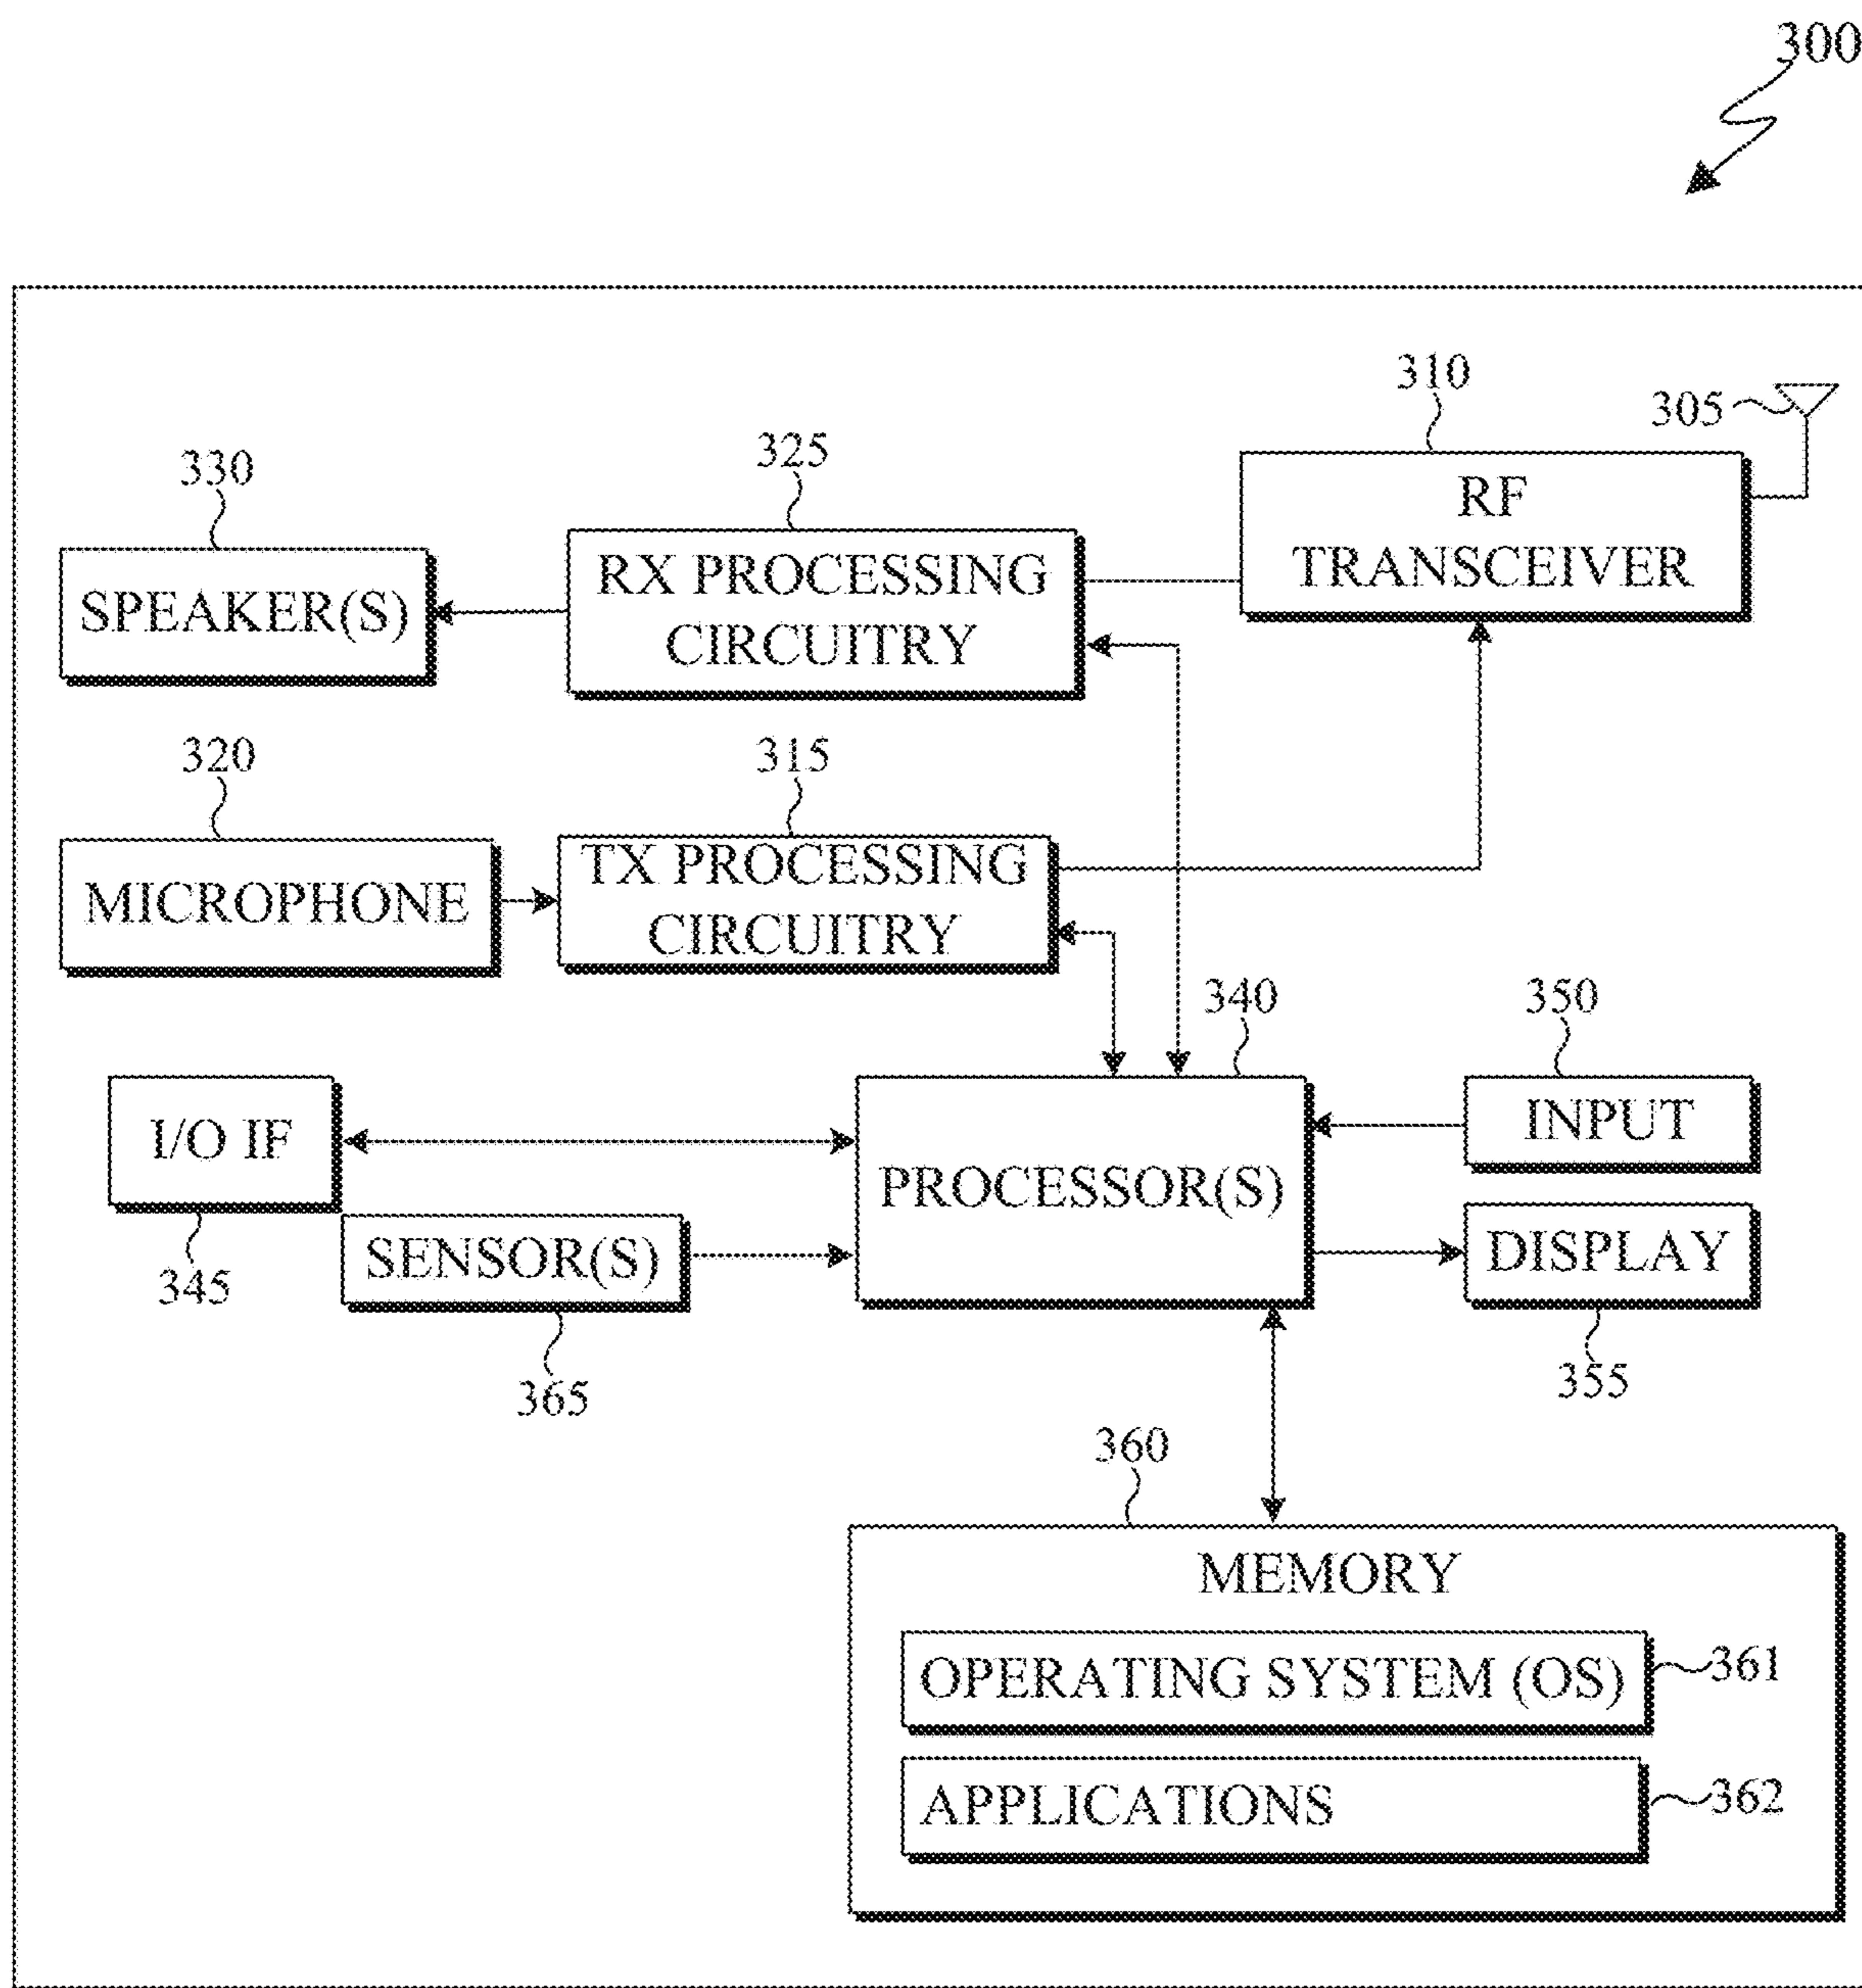 300
310
305
325
330
RF
TRANSCEIVER
RX PROCESSING
CIRCUITRY
SPEAKER(S)
320
315
TX PROCESSING
CIRCUITRY
MICROPHONE
340
350
I/O IF
INPUT
PROCESSOR(S)
SENSOR(S)
DISPLAY
345
365
355
360
MEMORY
OPERATING SYSTEM (OS)
361
APPLICATIONS
362